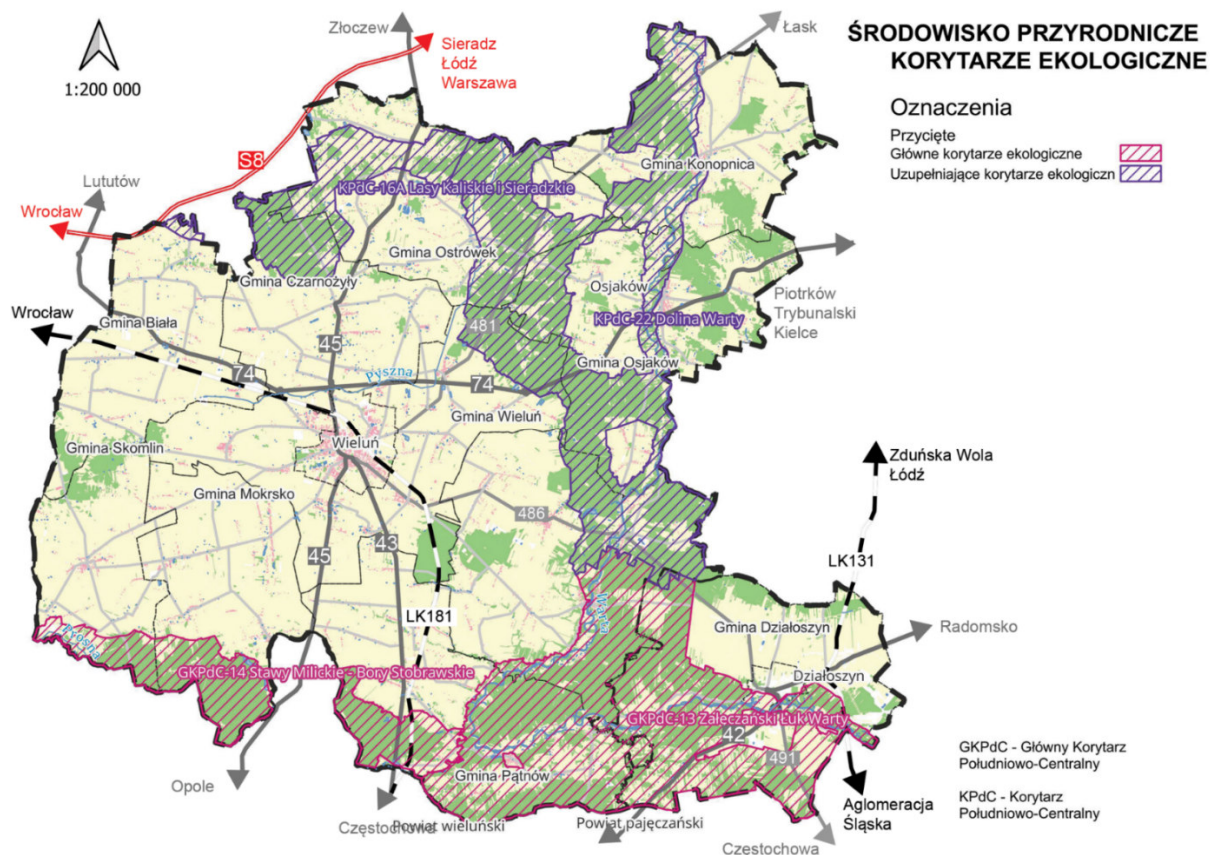 ŚRODOWISKO PRZYRODNICZE
KORYTARZE EKOLOGICZNE
Oznaczenia
Przycięte
Główne korytarze ekologiczne
Uzupełniające korytarze ekologiczn
1:200 000
Złoczew
Sieradz
Łódź
Warszawa
Łask
S8
Lututów
Wrocław
KPdC-16A Lasy Kaliskie i Sieradzkie
Gmina Konopnica
Gmina Ostrówek
Gmina Czarnożyły
Osjaków
Piotrków
Trybunalski
Kielce
Wrocław
Gmina Biała
KPdC-22 Dolina Warty
481
45
Gmina Osjaków
74
Pyszna
74
Gmina Wieluń
Wieluń
Gmina Skomlin
Zduńska Wola
Łódź
Gmina Mokrsko
486
45
43
LK131
LK181
Warta
Gmina Działoszyn
Radomsko
Prosna
GKPdC-14 Stawy Milickie - Bory Stobrawskie
Działoszyn
GKPdC-13 Załęczański Łuk Warty
42
491
Gmina Pątnów
GKPdC - Główny Korytarz
Południowo-Centralny
KPdC - Korytarz
Południowo-Centralny
Opole
Aglomeracja
Śląska
Częstochowa
Powiat wieluński
Powiat pajęczański
Częstochowa